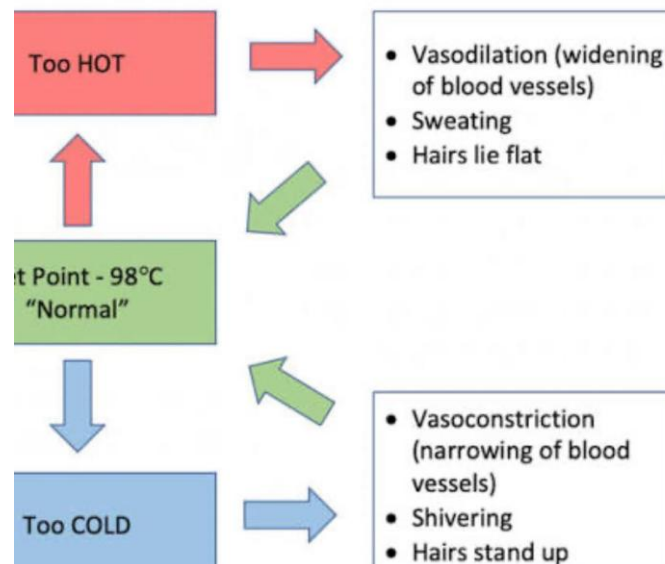 Too HOT
• Vasodilation (widening
of blood vessels)
• Sweating
• Hairs lie flat
Point - 98°C
“Normal”
Too COLD
• Vasoconstriction
(narrowing of blood
vessels)
• Shivering
• Hairs stand up